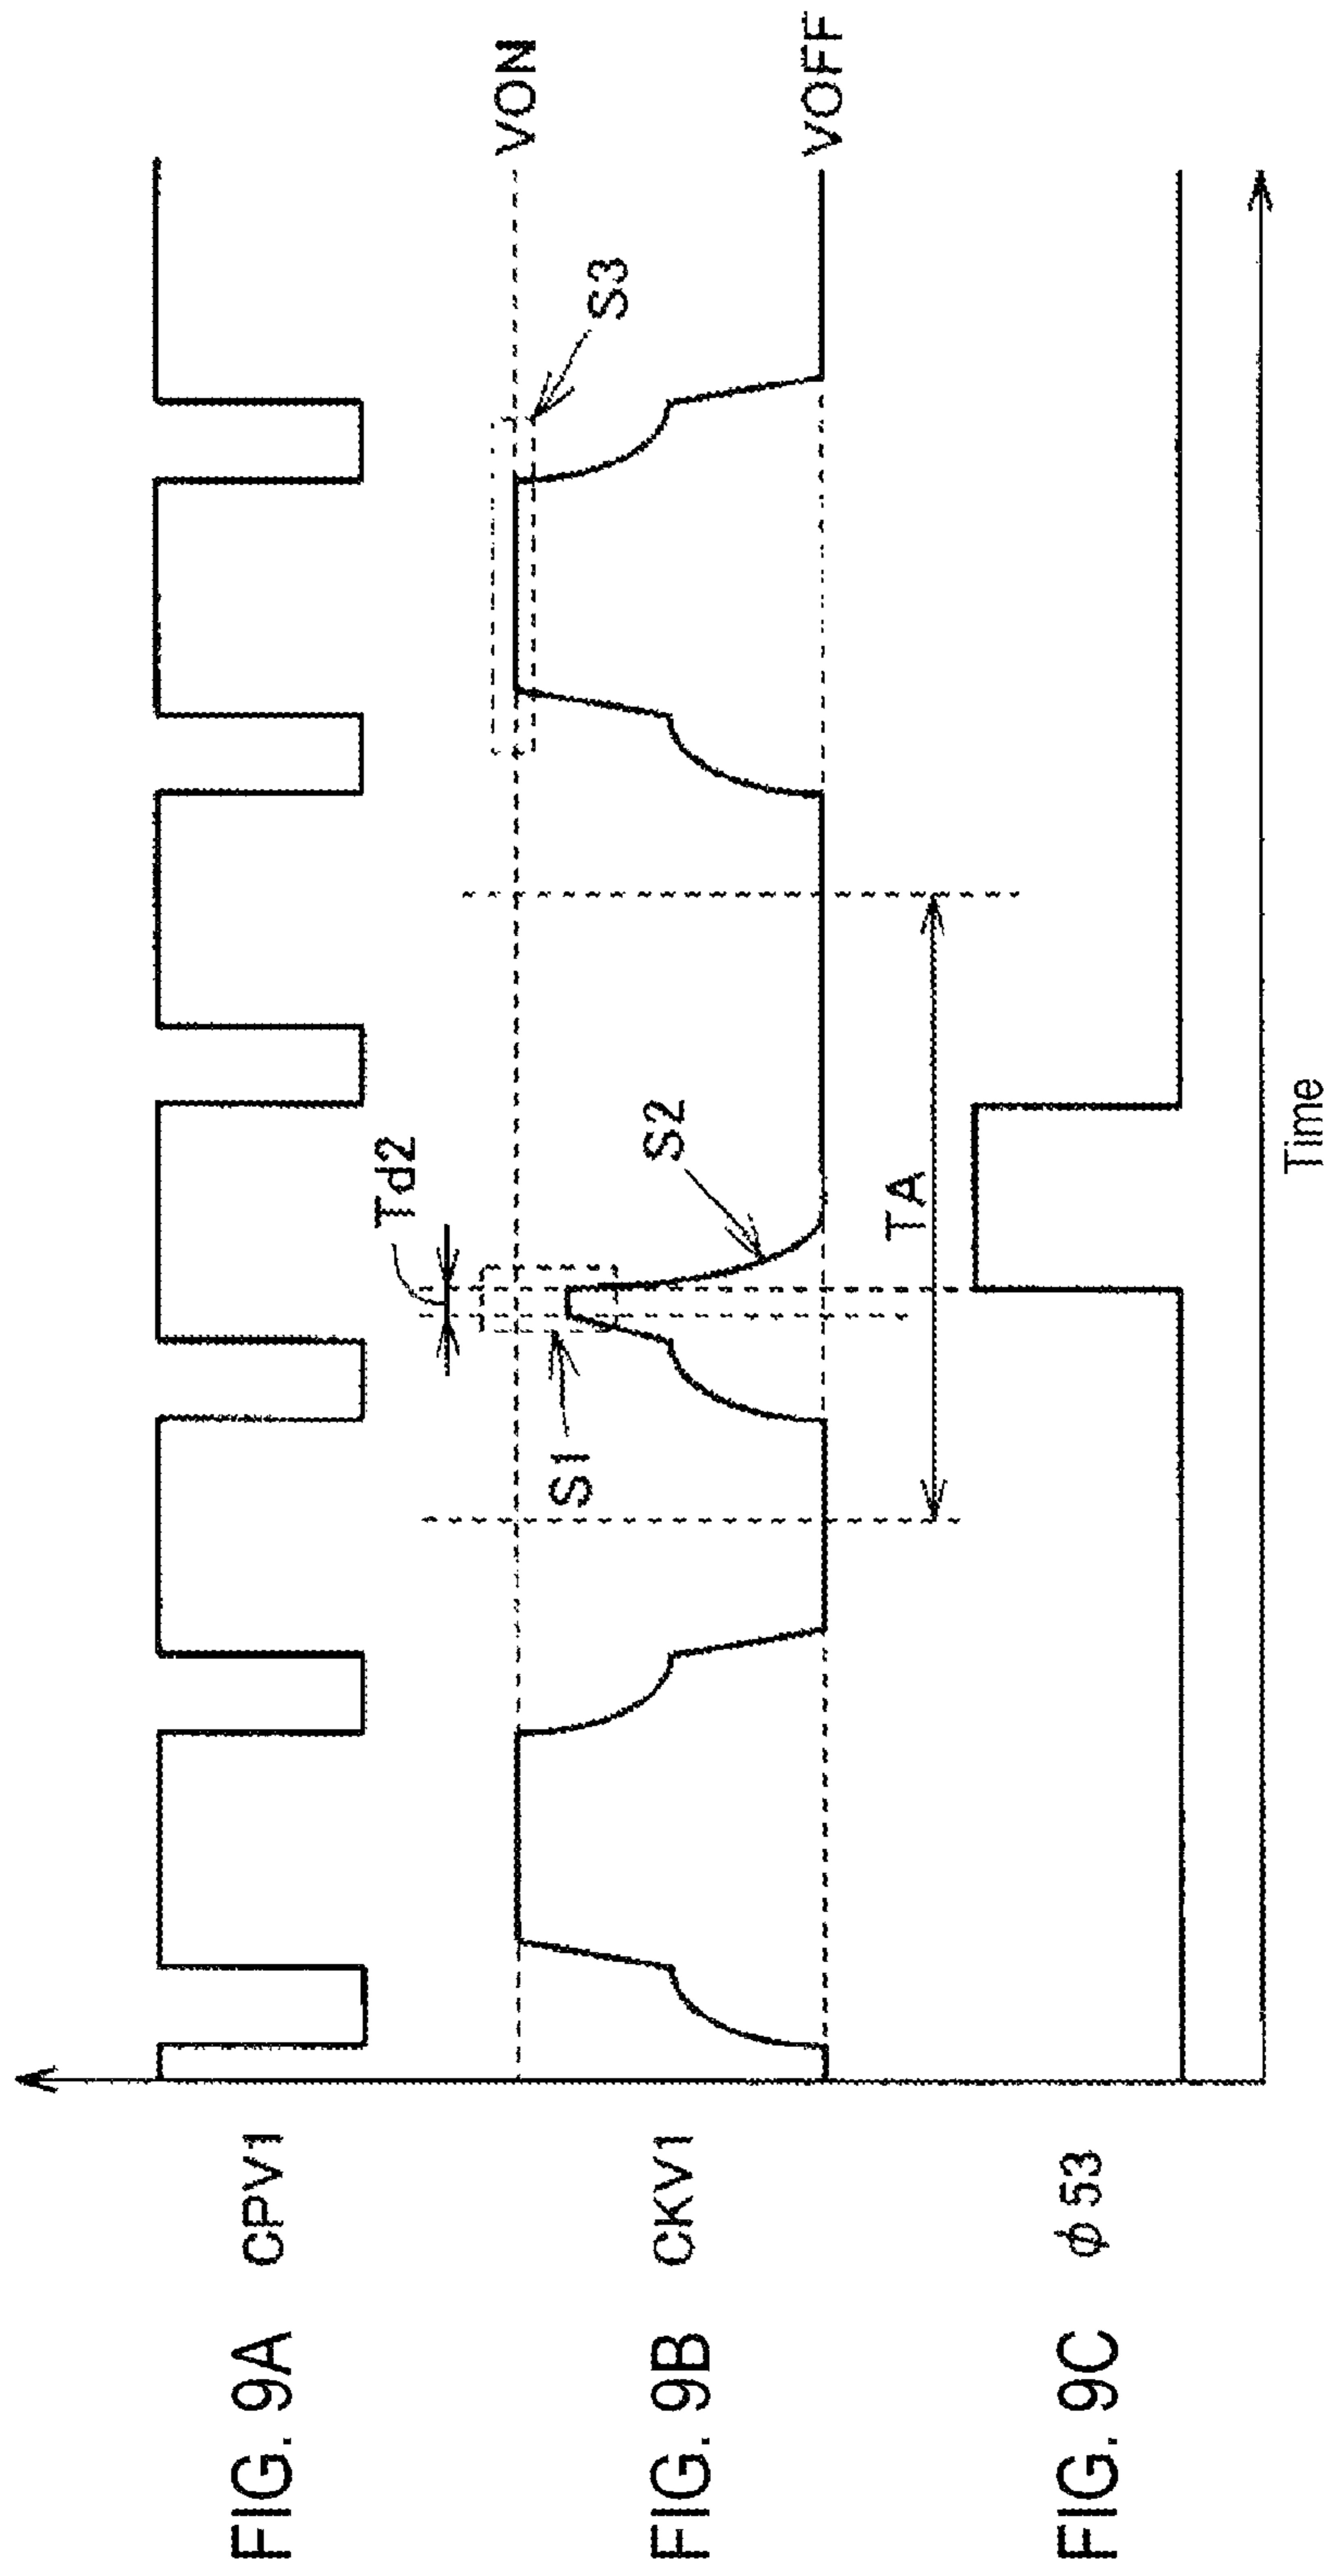 FIG. 9A CPV1
Td2
VON
S1
S2
S3
FIG. 9B CKV1
VOFF
TA
FIG. 9C φ53
Time